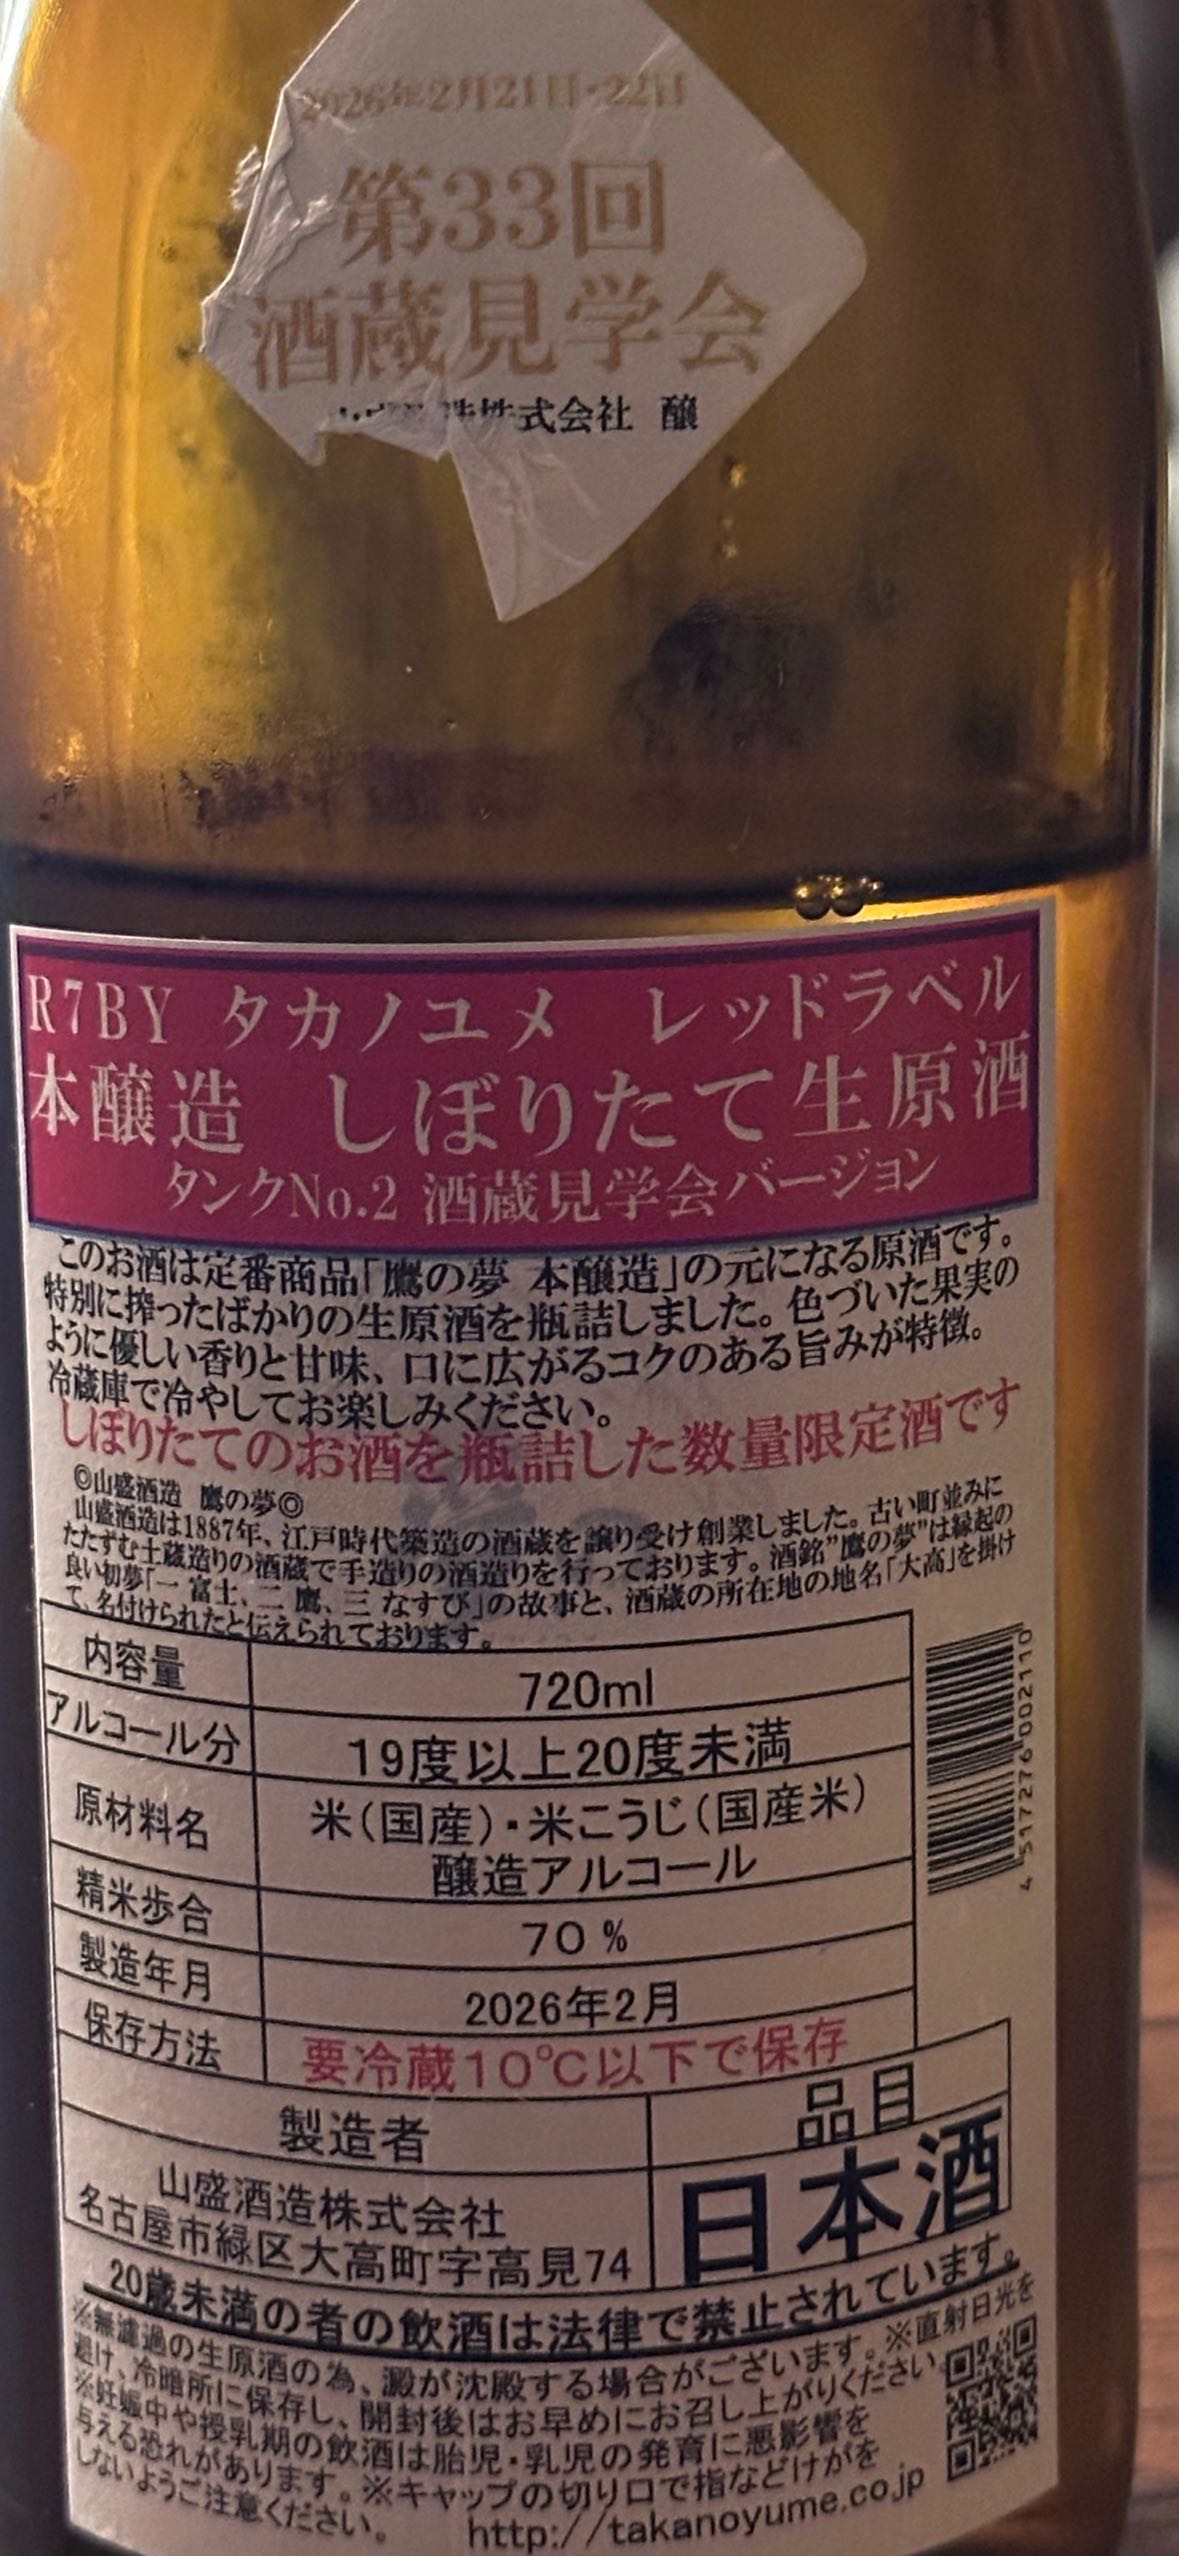 2026年2月21日・22日
第33回
酒蔵見学会
造株式会社 醸
R7BY タカノユメ レッドラベル
本醸造 しぼりたて生原酒
タンクNo.2 酒蔵見学会バージョン
このお酒は定番商品「鷹の夢 本醸造」の元になる原酒です。
特別に搾ったばかりの生原酒を瓶詰しました。色づいた果実の
ように優しい香りと甘味、口に広がるコクのある旨みが特徴。
冷蔵庫で冷やしてお楽しみください。
しぼりたてのお酒を瓶詰した数量限定酒です
◎山盛酒造 鷹の夢◎
山盛酒造は1887年、江戸時代築造の酒蔵を譲り受け創業しました。古い町並みに
たたずむ土蔵造りの酒蔵で手造りの酒造りを行っております。酒銘”鷹の夢”は縁起の
良い初夢「一 富士、二 鷹、三 なすび」の故事と、酒蔵の所在地の地名「大高」を掛け
て、名付けられたと伝えられております。
内容量 720ml
アルコール分 19度以上20度未満
原材料名 米(国産)・米こうじ(国産米)
醸造アルコール
精米歩合 70%
製造年月 2026年2月
保存方法 要冷蔵10℃以下で保存
4517276002110
製造者
山盛酒造株式会社
名古屋市緑区大高町字高見74
品目
日本酒
20歳未満の者の飲酒は法律で禁止されています。
※無濾過の生原酒の為、澱が沈殿する場合がございます。※直射日光を
避け、冷暗所に保存し、開封後はお早めにお召し上がりください
※妊娠中や授乳期の飲酒は胎児・乳児の発育に悪影響を
与える恐れがあります。※キャップの切り口で指などけがを
しないようご注意ください。
http://takanoyume.co.jp